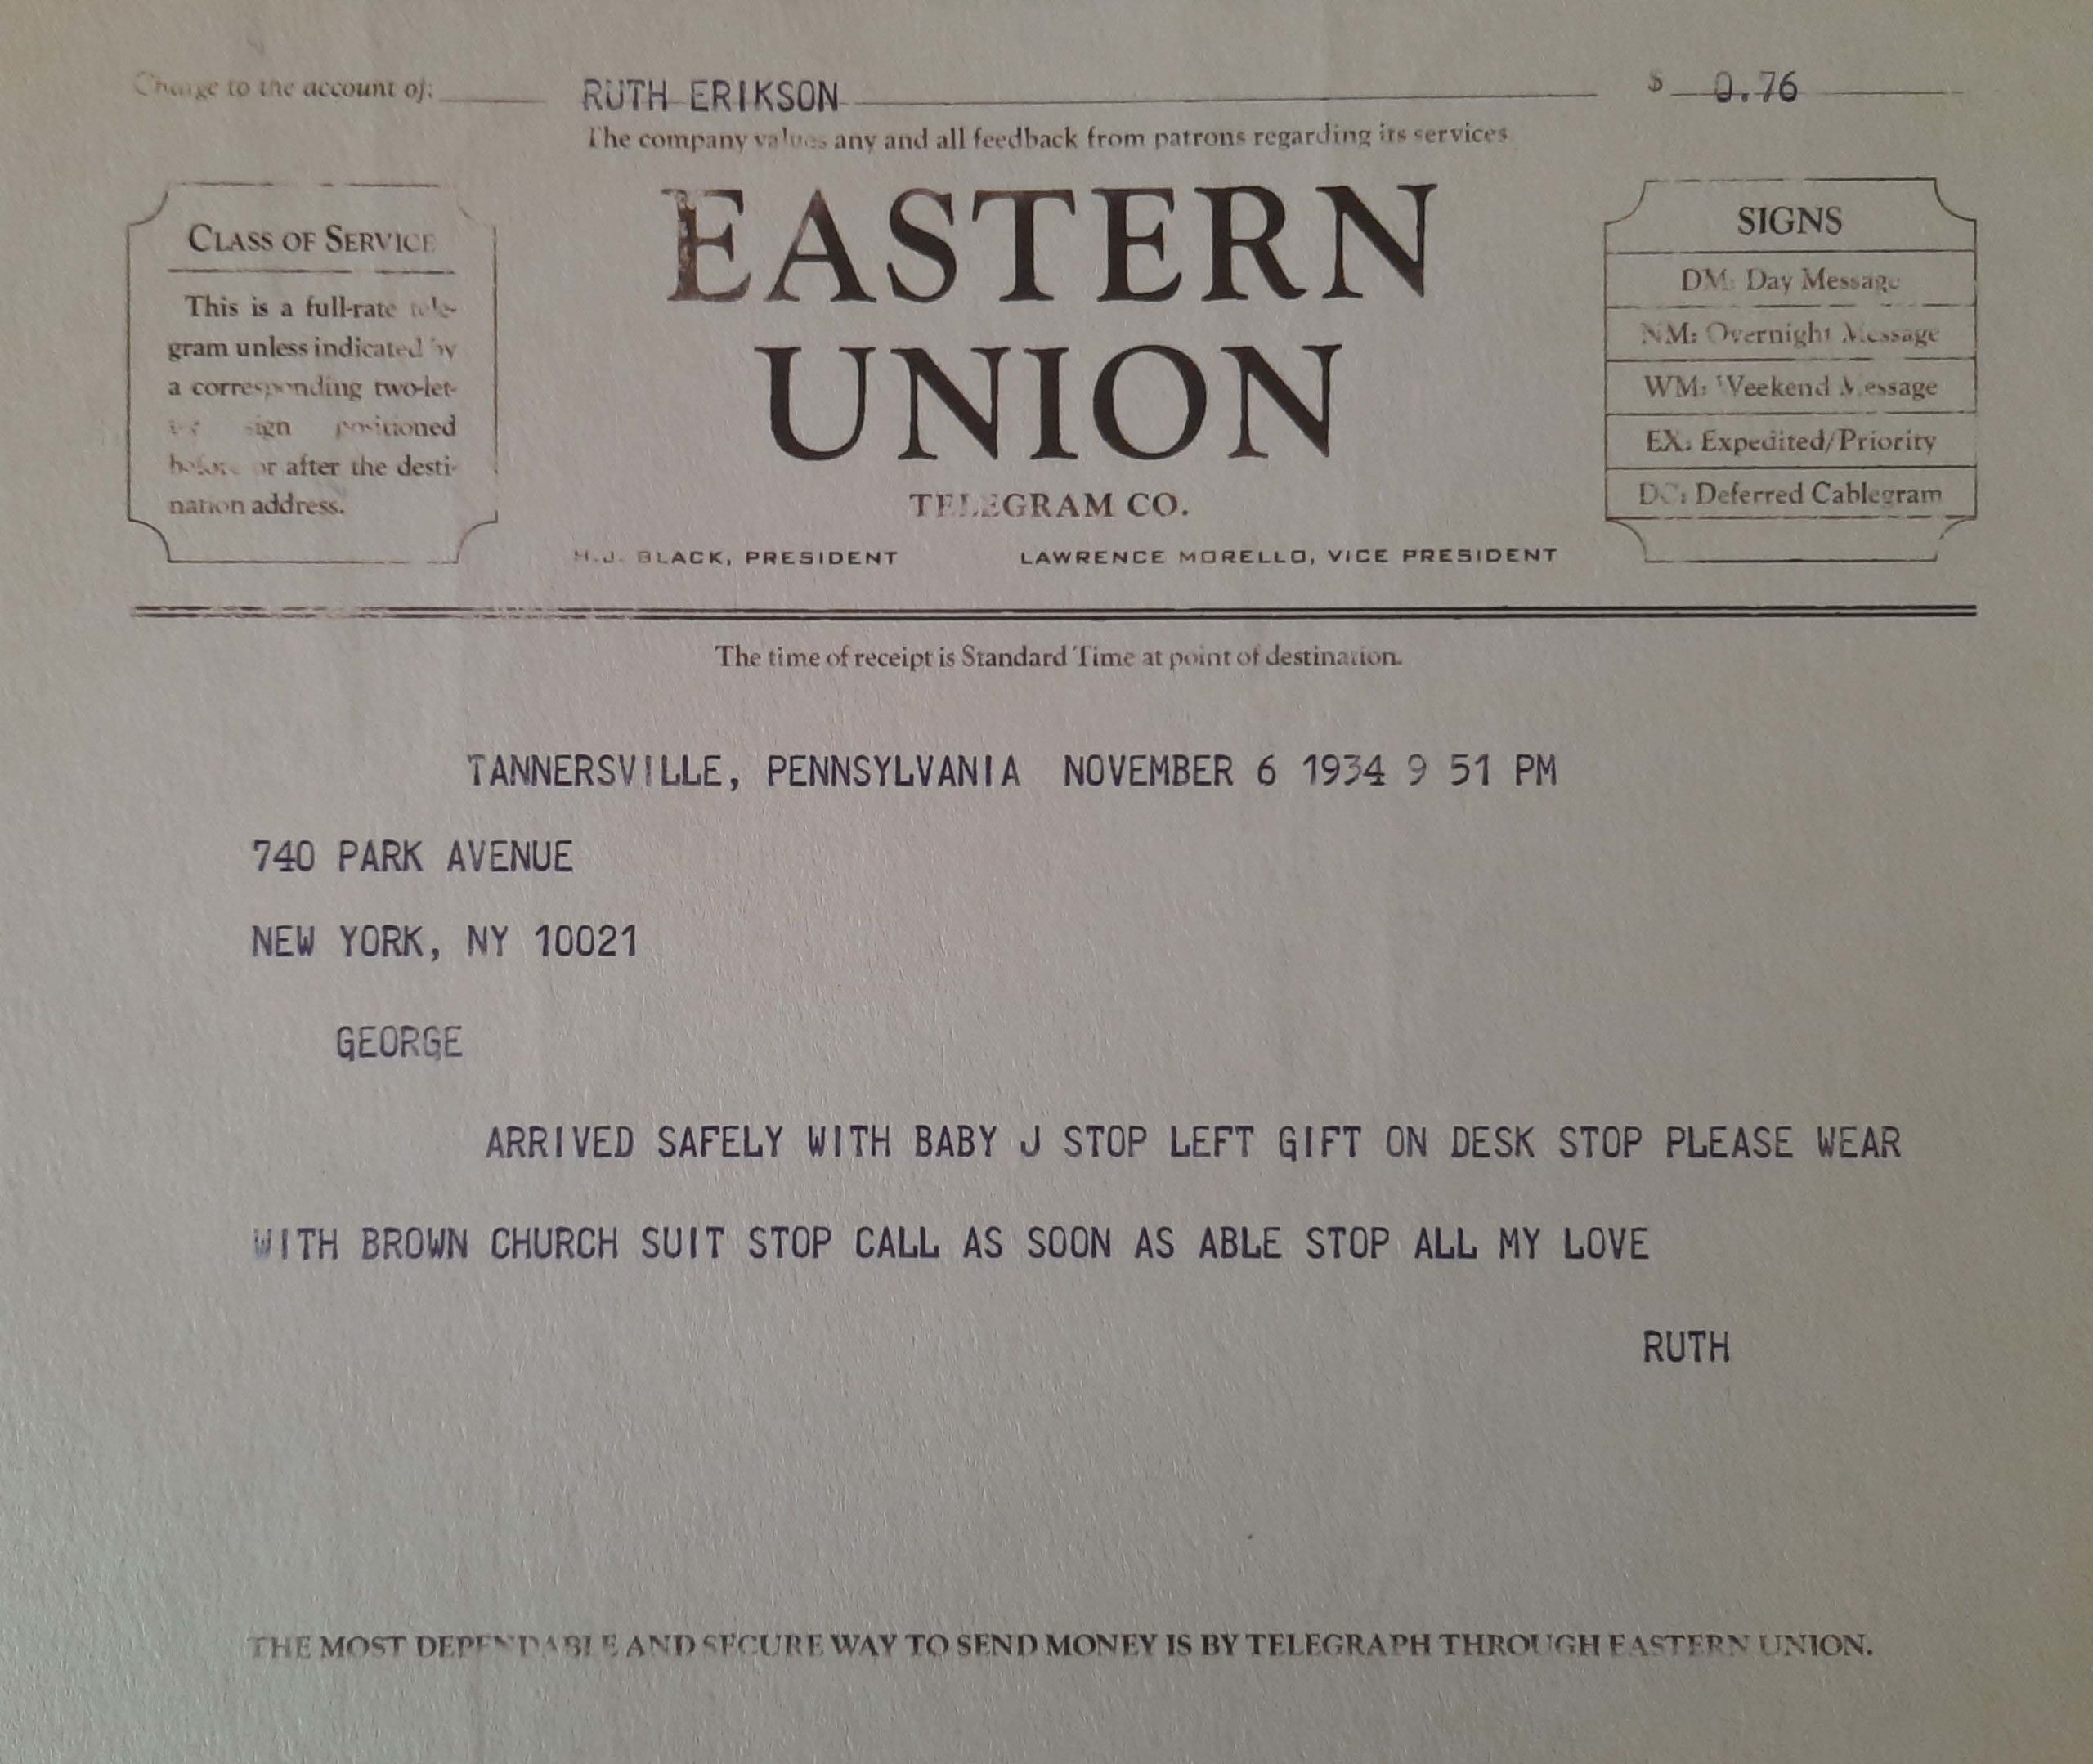 Charge to the account of: RUTH ERIKSON $ 0.76
The company values any and all feedback from patrons regarding its services
CLASS OF SERVICE
This is a full-rate tele-
gram unless indicated by
a corresponding two-let-
ter sign positioned
before or after the desti-
nation address.
EASTERN
UNION
TELEGRAM CO.
H.J. BLACK, PRESIDENT LAWRENCE MORELLO, VICE PRESIDENT
SIGNS
DM: Day Message
NM: Overnight Message
WM: Weekend Message
EX: Expedited/Priority
DC: Deferred Cablegram
The time of receipt is Standard Time at point of destination.
TANNERSVILLE, PENNSYLVANIA NOVEMBER 6 1934 9 51 PM
740 PARK AVENUE
NEW YORK, NY 10021
GEORGE
ARRIVED SAFELY WITH BABY J STOP LEFT GIFT ON DESK STOP PLEASE WEAR
WITH BROWN CHURCH SUIT STOP CALL AS SOON AS ABLE STOP ALL MY LOVE
RUTH
THE MOST DEPENDABLE AND SECURE WAY TO SEND MONEY IS BY TELEGRAPH THROUGH EASTERN UNION.